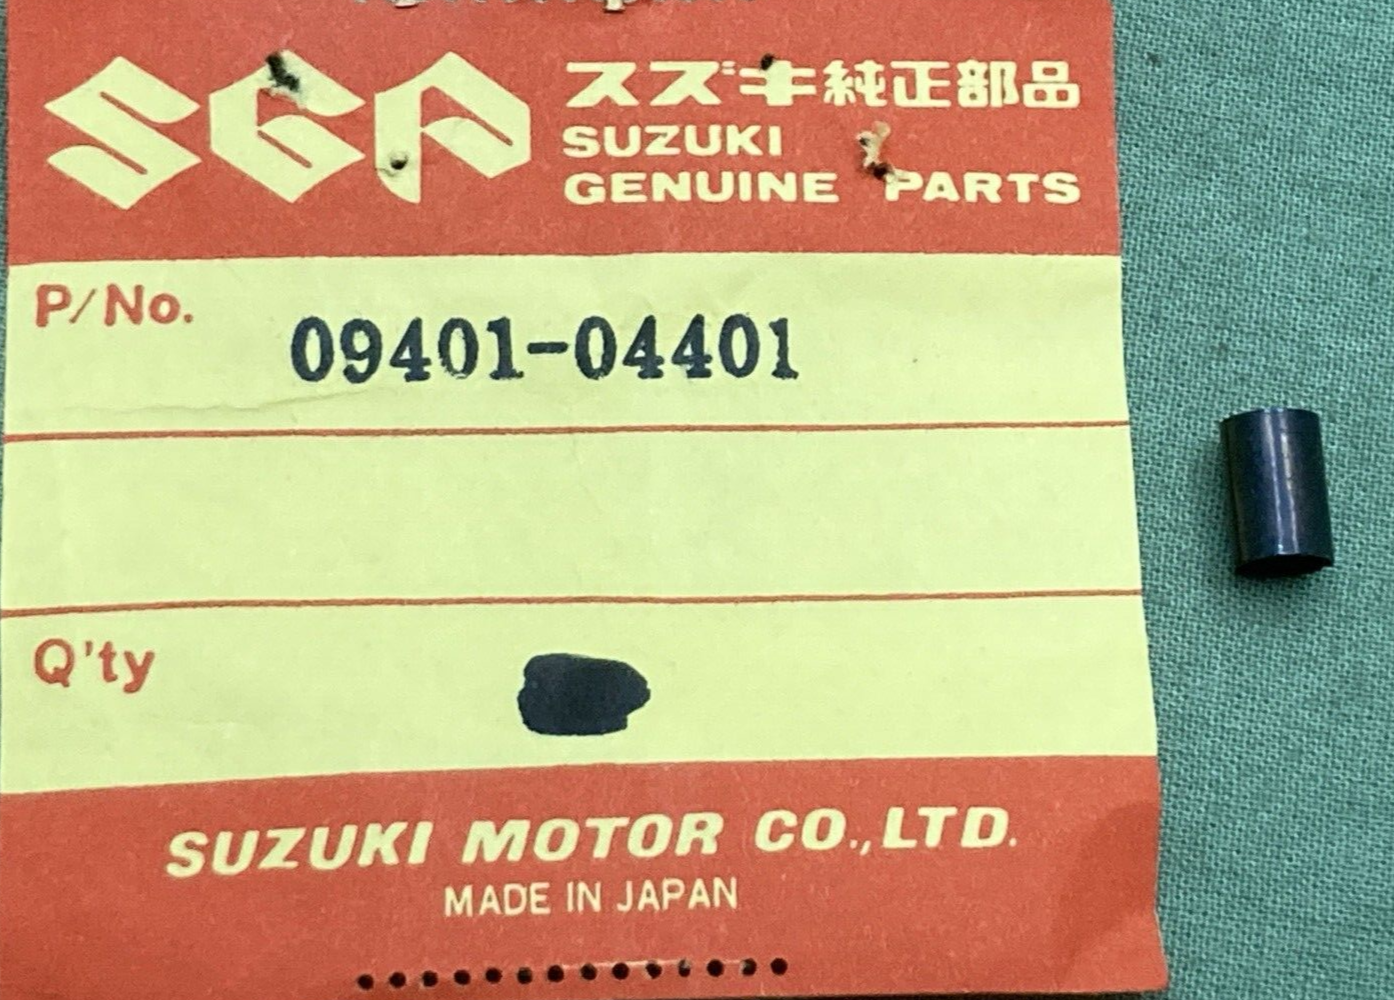 SGP
スズキ純正部品
SUZUKI
GENUINE PARTS
P/No.
09401-04401
Q'ty
SUZUKI MOTOR CO.,LTD.
MADE IN JAPAN